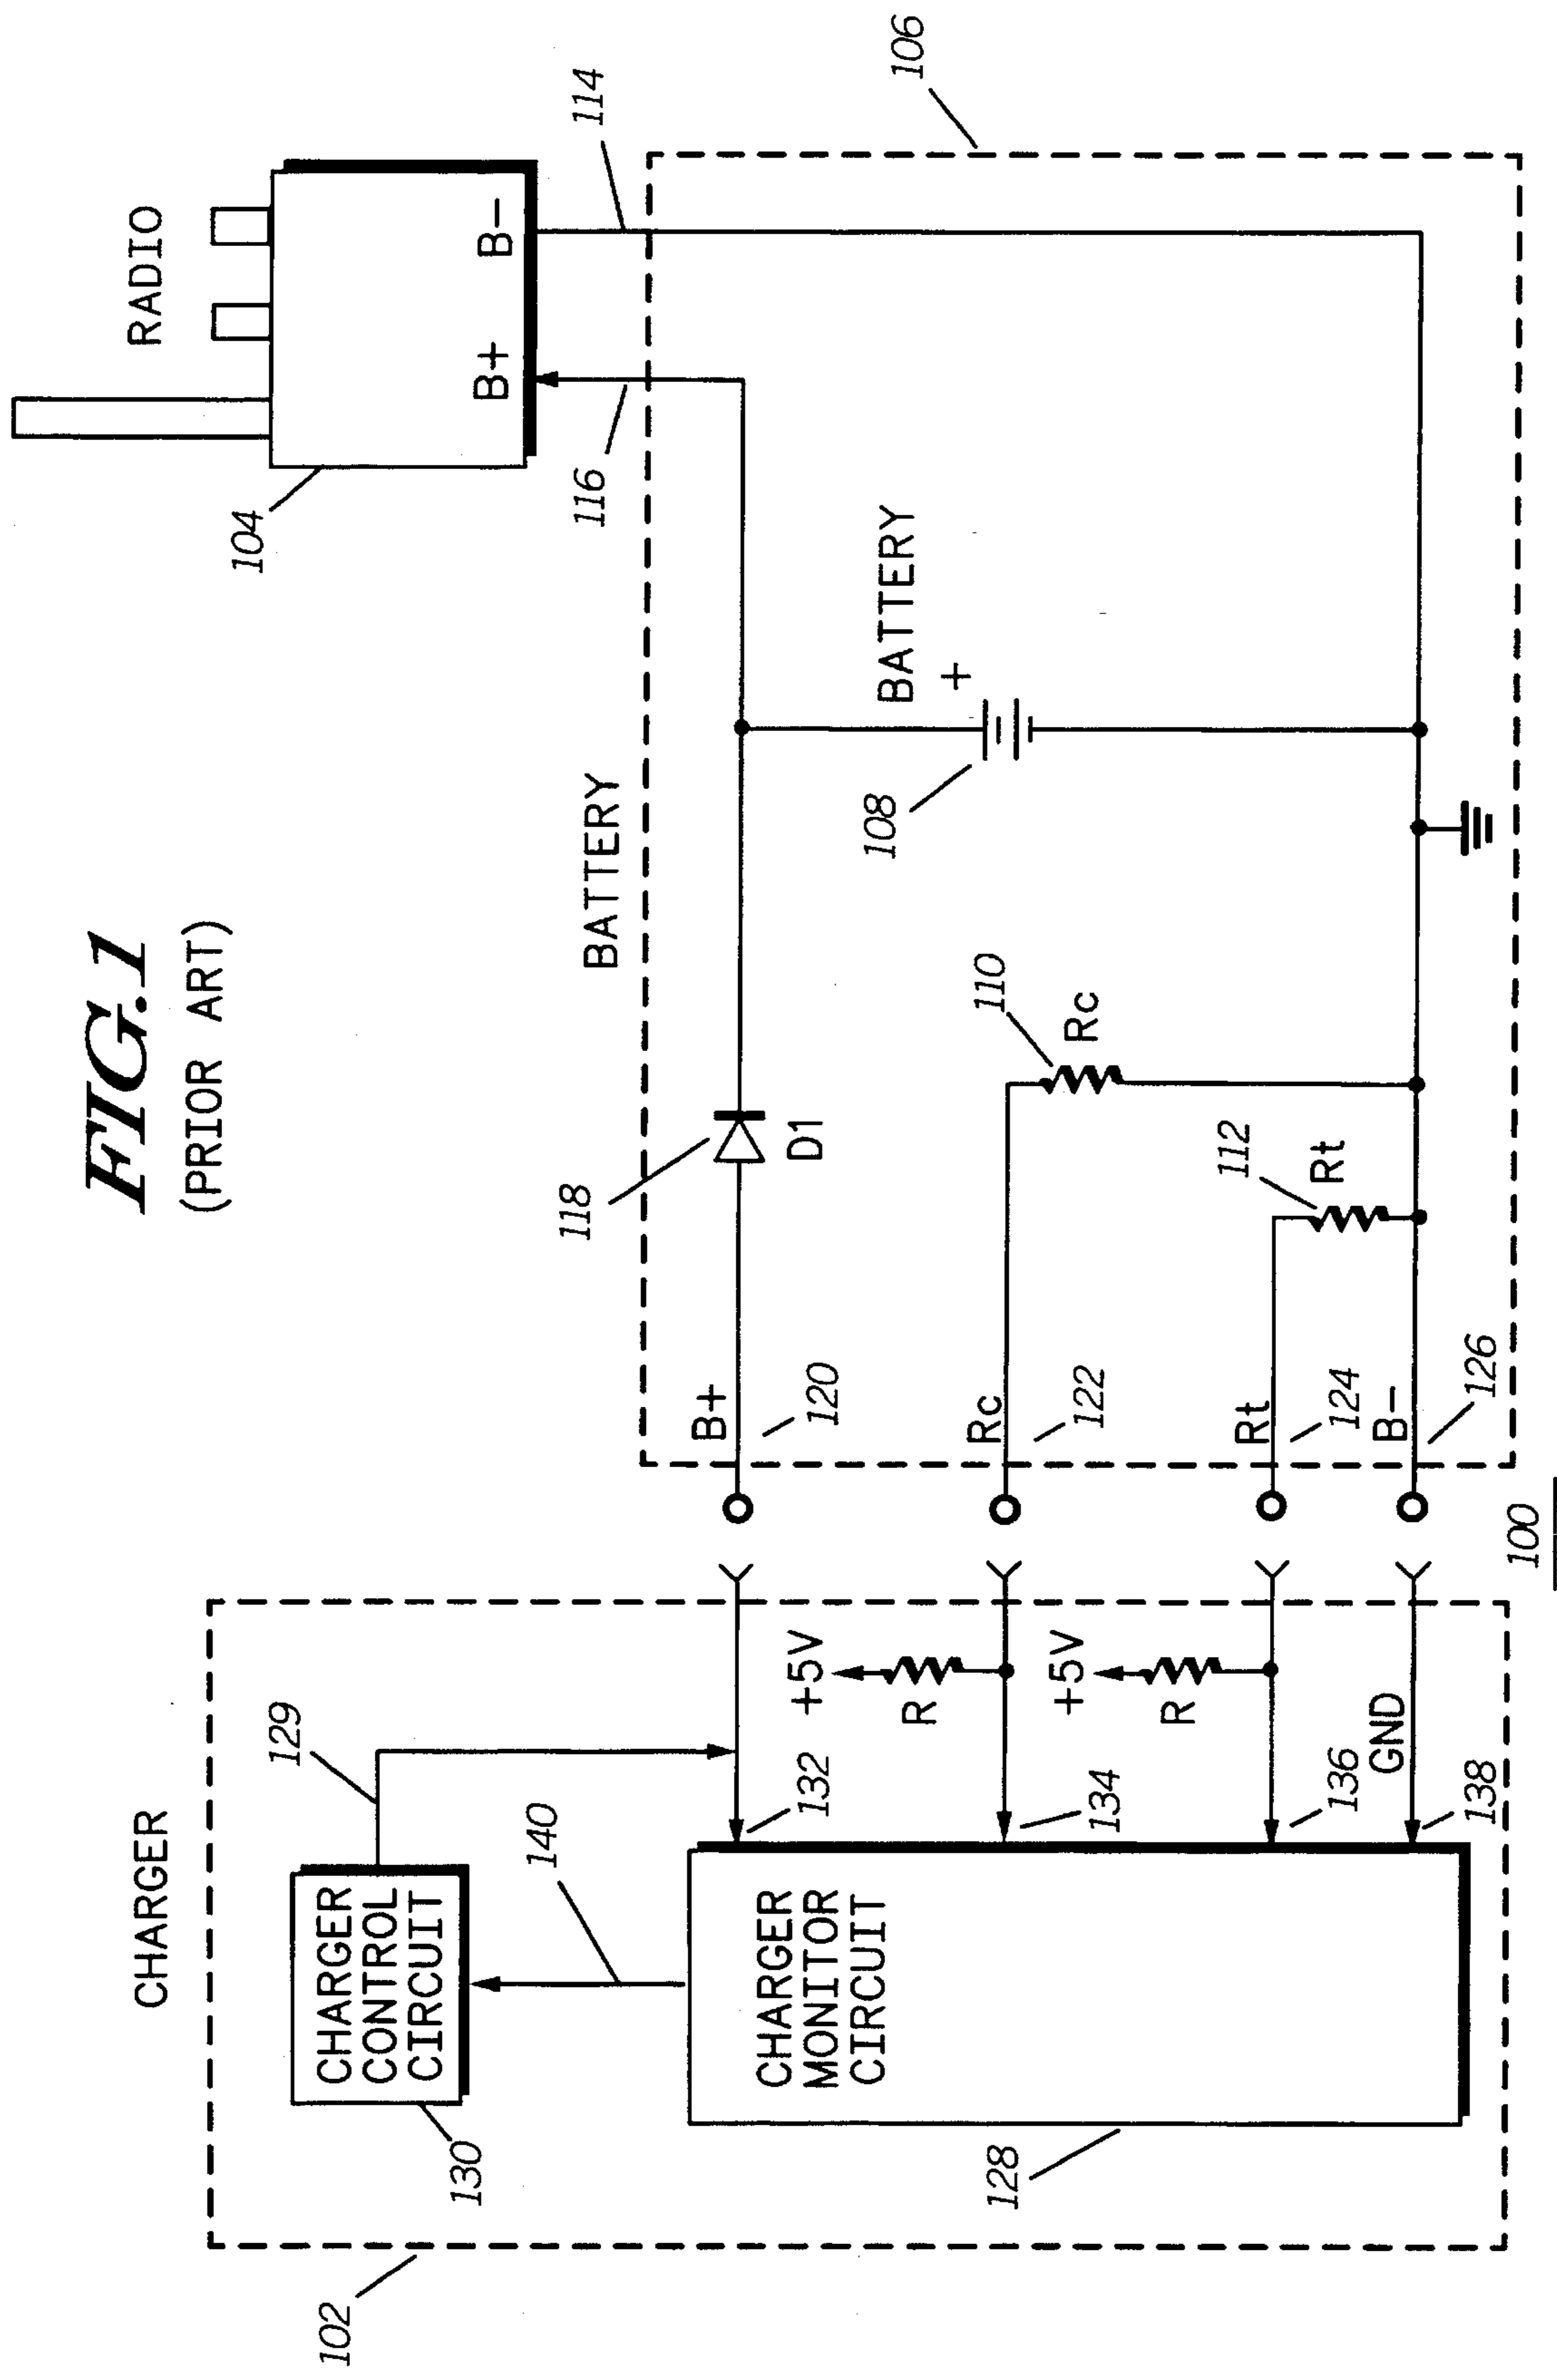 FIG.1
(PRIOR ART)
CHARGER
102
CHARGER
CONTROL
CIRCUIT
130
129
140
CHARGER
MONITOR
CIRCUIT
128
132
134
136
138
+5V
R
+5V
R
GND
100
BATTERY
B+
120
Rc
122
Rt
124
B-
126
118
D1
110
Rc
112
Rt
BATTERY
+
108
106
RADIO
104
B+
B-
116
114